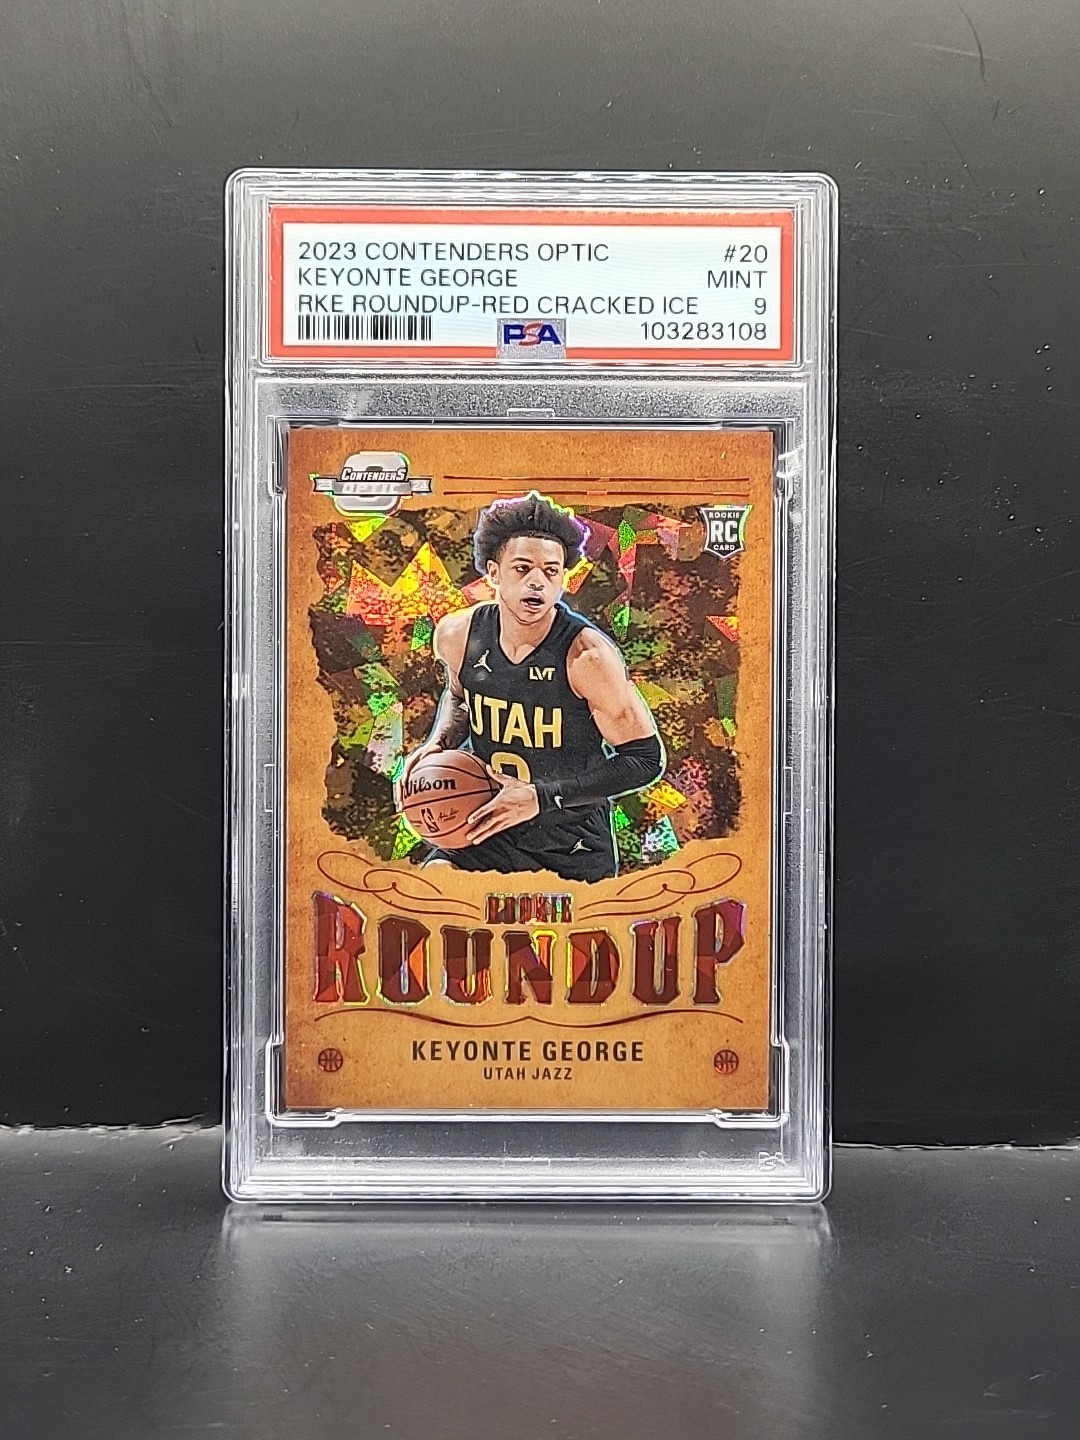 2023 CONTENDERS OPTIC #20
KEYONTE GEORGE MINT
RKE ROUNDUP-RED CRACKED ICE 9
PSA 103283108
CONTENDERS
OPTIC
ROOKIE
RC
CARD
LVT
UTAH
Wilson
ROOKIE
ROUNDUP
KEYONTE GEORGE
UTAH JAZZ